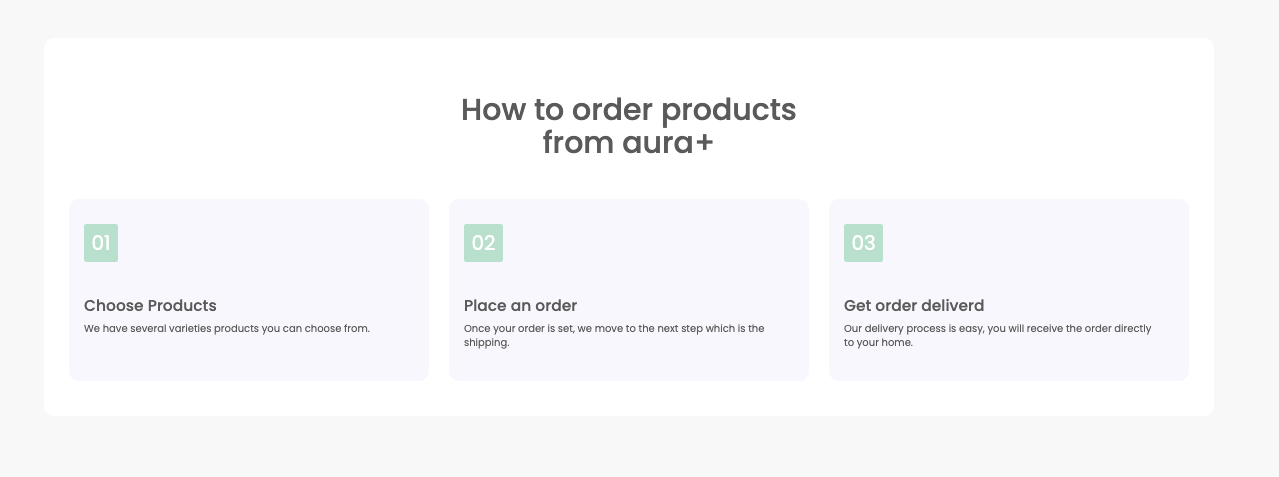 How to order products
from aura+
01
Choose Products
We have several varieties products you can choose from.
02
Place an order
Once your order is set, we move to the next step which is the
shipping.
03
Get order deliverd
Our delivery process is easy, you will receive the order directly
to your home.